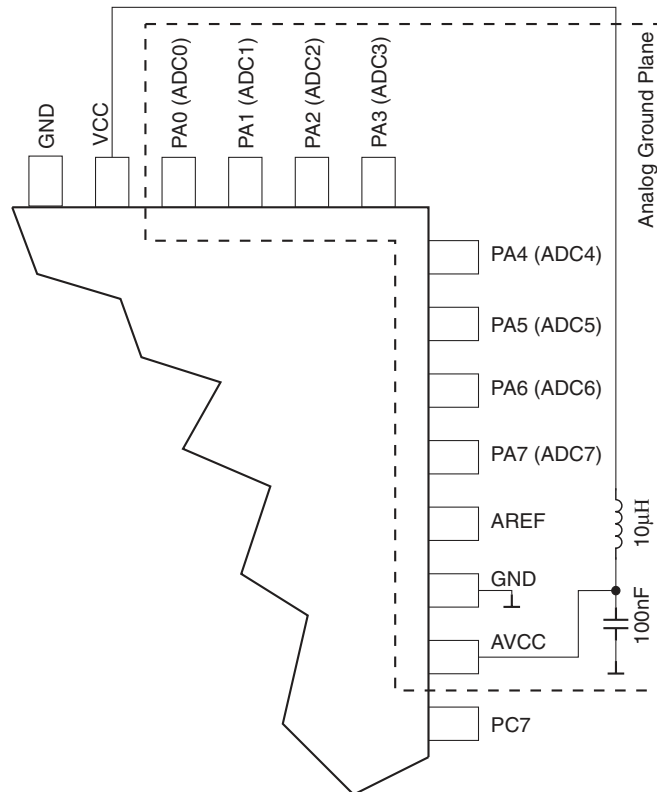 GND
VCC
PA0 (ADC0)
PA1 (ADC1)
PA2 (ADC2)
PA3 (ADC3)
Analog Ground Plane
PA4 (ADC4)
PA5 (ADC5)
PA6 (ADC6)
PA7 (ADC7)
AREF
10μH
GND
AVCC
100nF
PC7